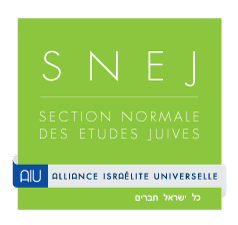 SNEJ
SECTION NORMALE
DES ETUDES JUIVES
AIU ALLIANCE ISRAÉLITE UNIVERSELLE
כל ישראל חברים